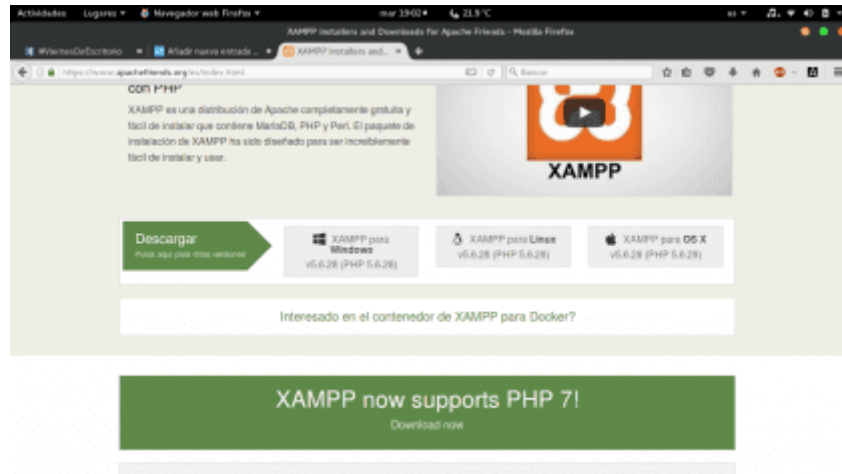 Actividades Lugares Navegador web Firefox mar 19:02 21.9°C es
XAMPP Installers and Downloads for Apache Friends - Mozilla Firefox
#ViernesDeEscritorio Añadir nueva entrada ... XAMPP Installers and...
https://www.apachefriends.org/es/index.html Buscar
con PHP
XAMPP es una distribución de Apache completamente gratuita y
fácil de instalar que contiene MariaDB, PHP y Perl. El paquete de
instalación de XAMPP ha sido diseñado para ser increíblemente
fácil de instalar y usar.
XAMPP
Descargar
Pulsa aquí para otras versiones
XAMPP para
Windows
v5.6.28 (PHP 5.6.28)
XAMPP para Linux
v5.6.28 (PHP 5.6.28)
XAMPP para OS X
v5.6.28 (PHP 5.6.28)
Interesado en el contenedor de XAMPP para Docker?
XAMPP now supports PHP 7!
Download now